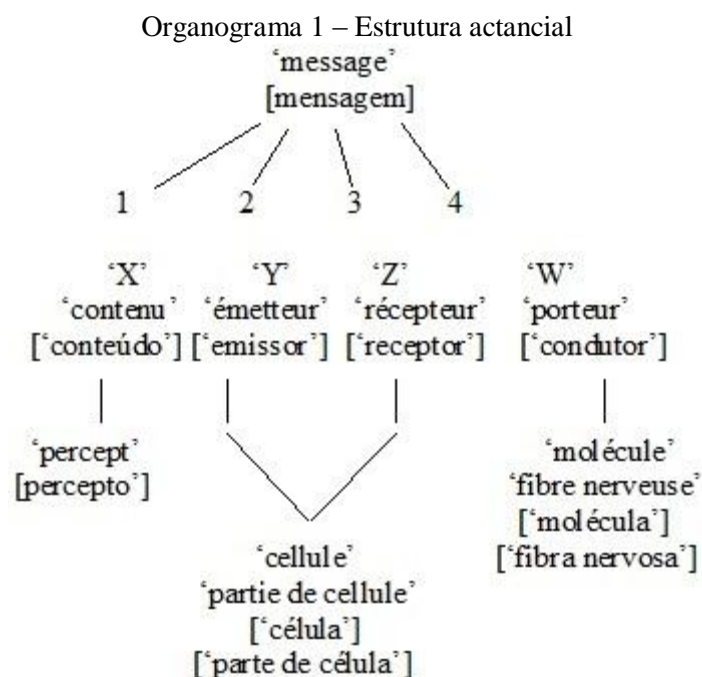 Organograma 1 – Estrutura actancial
‘message’
[mensagem]
1 2 3 4
‘X’ ‘Y’ ‘Z’ ‘W’
‘contenu’ ‘émetteur’ ‘récepteur’ ‘porteur’
[‘conteúdo’] [‘emissor’] [‘receptor’] [‘condutor’]
‘percept’ ‘molécule’
[percepto’] ‘fibre nerveuse’
[‘molécula’]
[‘fibra nervosa’]
‘cellule’
‘partie de cellule’
[‘célula’]
[‘parte de célula’]